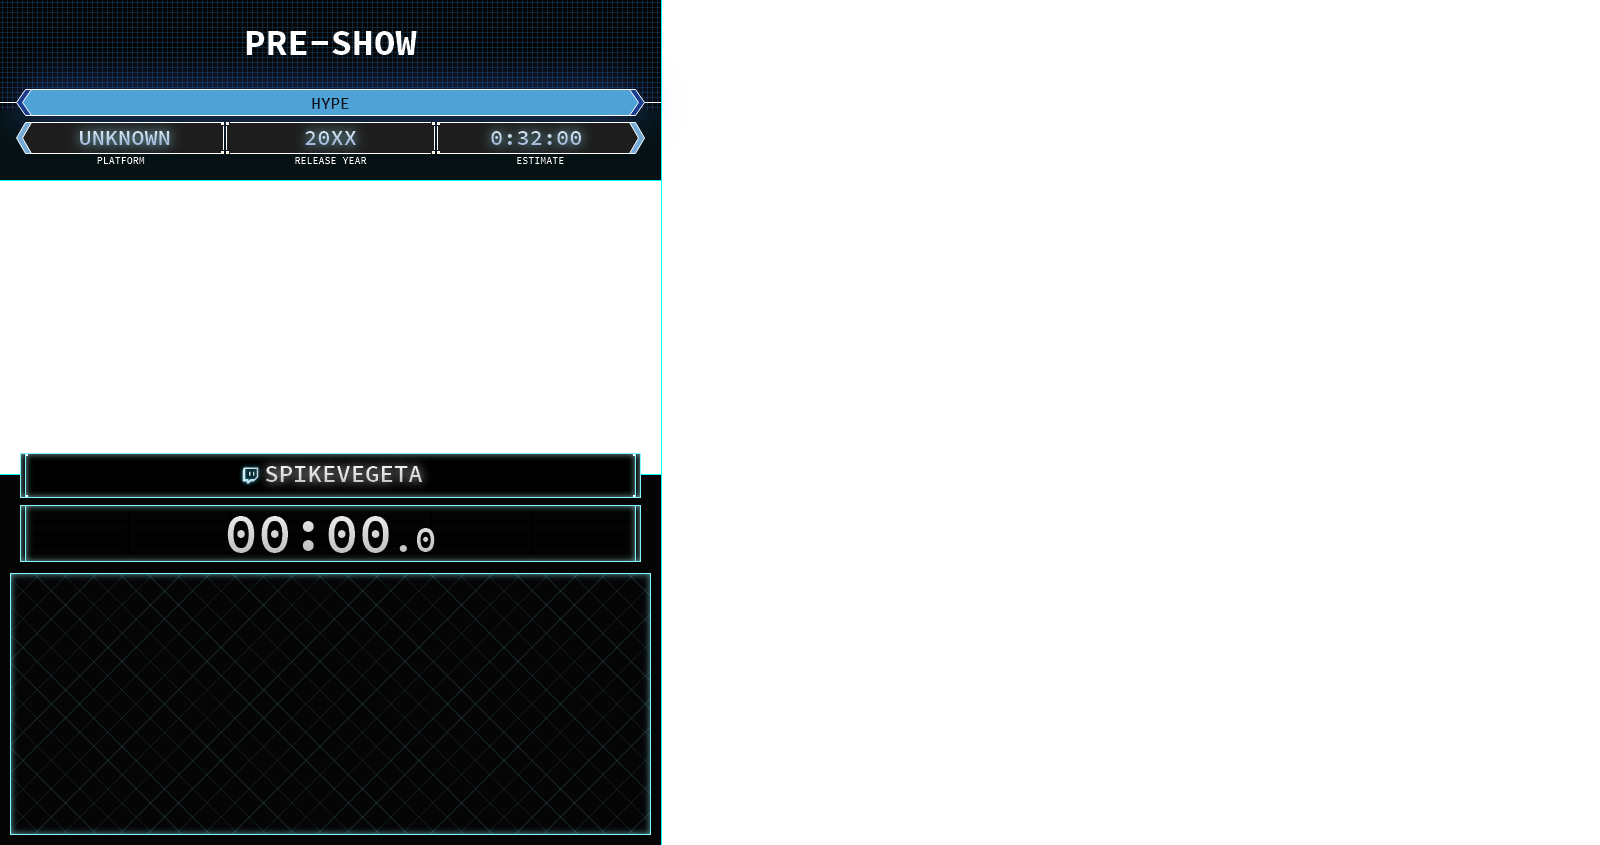 PRE-SHOW
HYPE
UNKNOWN 20XX 0:32:00
PLATFORM RELEASE YEAR ESTIMATE
SPIKEVEGETA
00:00.0